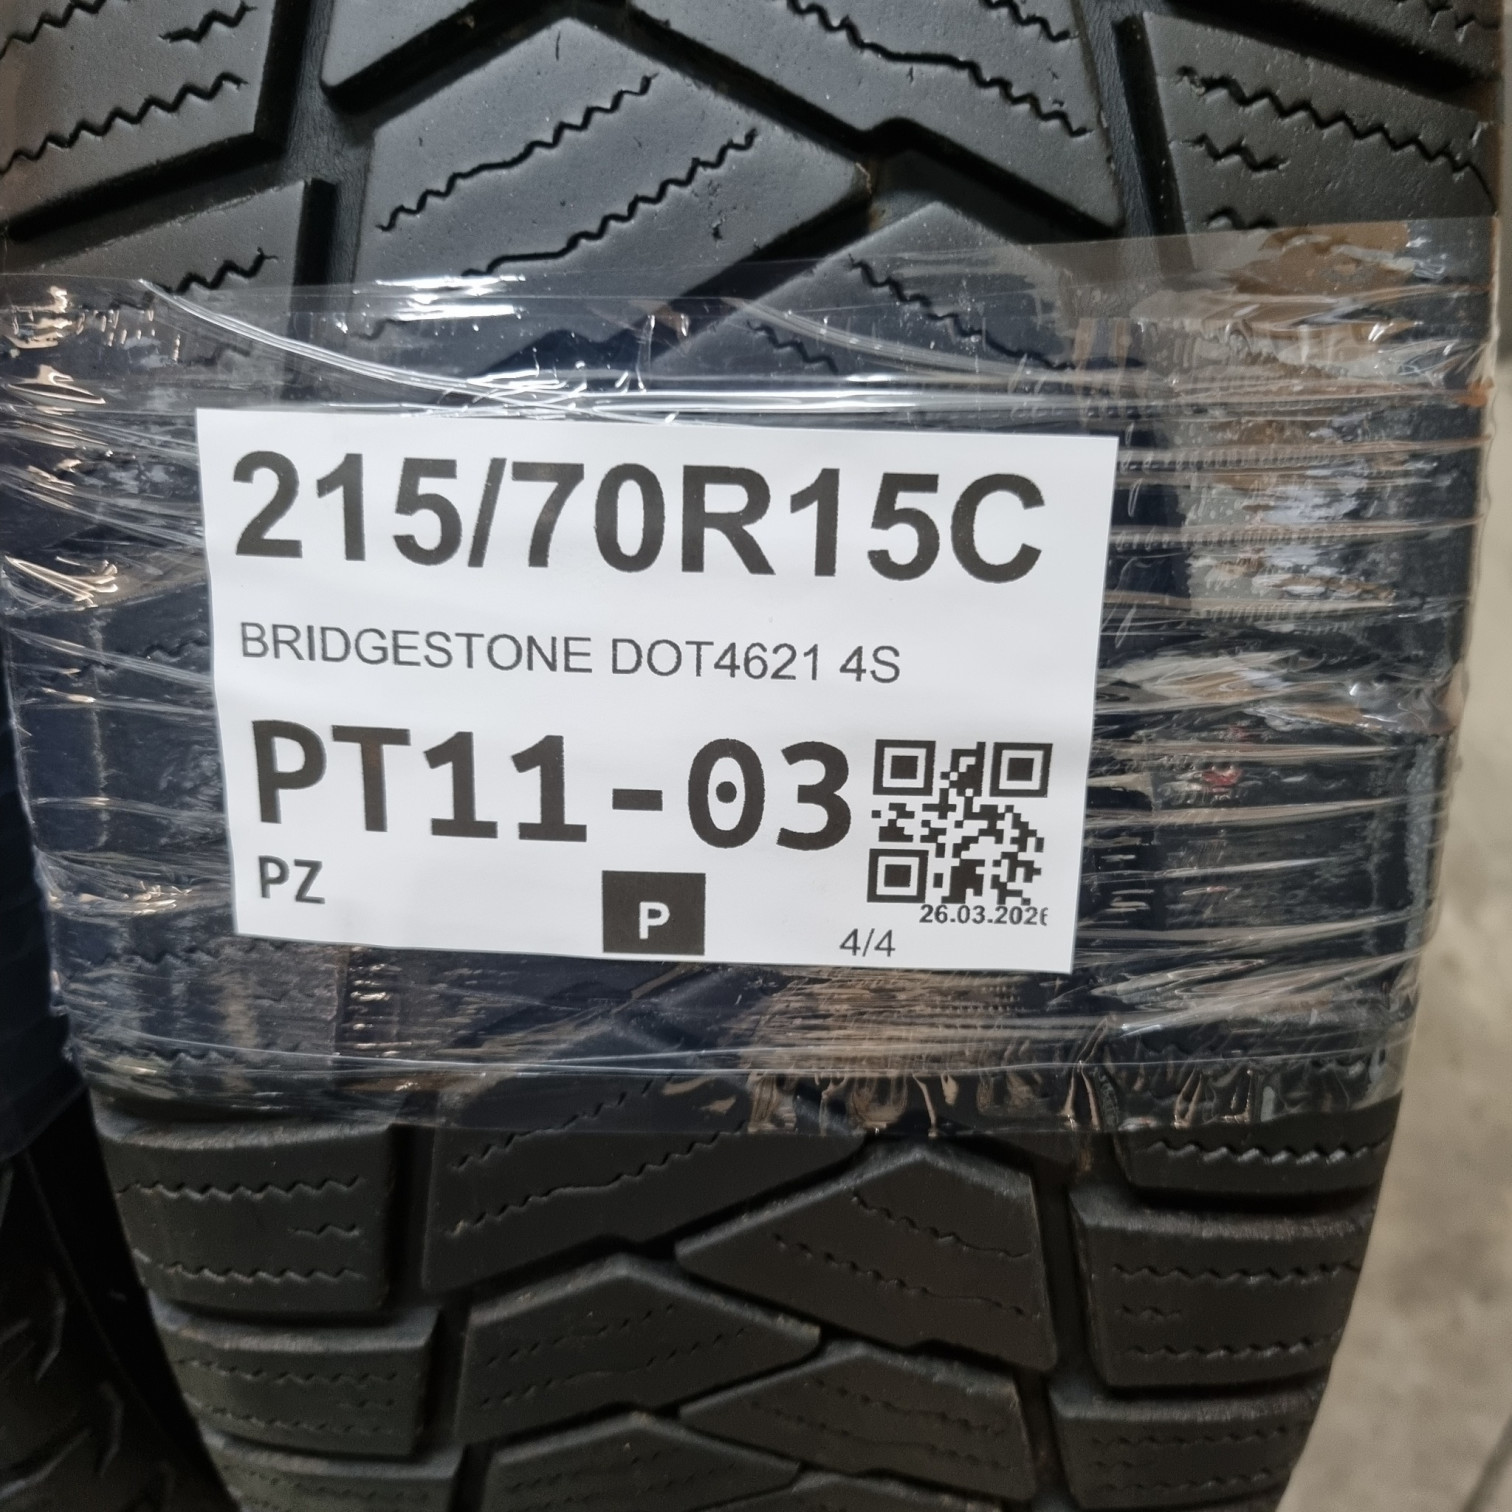 215/70R15C
BRIDGESTONE DOT4621 4S
PT11-03
PZ
P
26.03.2026
4/4